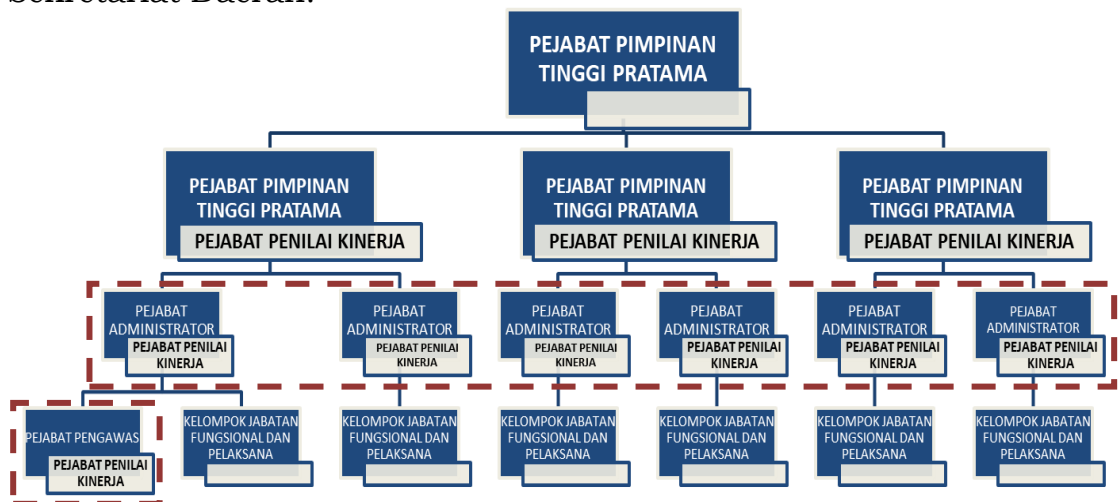 Sekretariat Daerah.
PEJABAT PIMPINAN
TINGGI PRATAMA
PEJABAT PIMPINAN
TINGGI PRATAMA
PEJABAT PENILAI KINERJA
PEJABAT PIMPINAN
TINGGI PRATAMA
PEJABAT PENILAI KINERJA
PEJABAT PIMPINAN
TINGGI PRATAMA
PEJABAT PENILAI KINERJA
PEJABAT
ADMINISTRATOR
PEJABAT PENILAI
KINERJA
PEJABAT
ADMINISTRATOR
PEJABAT PENILAI
KINERJA
PEJABAT
ADMINISTRATOR
PEJABAT PENILAI
KINERJA
PEJABAT
ADMINISTRATOR
PEJABAT PENILAI
KINERJA
PEJABAT
ADMINISTRATOR
PEJABAT PENILAI
KINERJA
PEJABAT
ADMINISTRATOR
PEJABAT PENILAI
KINERJA
PEJABAT PENGAWAS
PEJABAT PENILAI
KINERJA
KELOMPOK JABATAN
FUNGSIONAL DAN
PELAKSANA
KELOMPOK JABATAN
FUNGSIONAL DAN
PELAKSANA
KELOMPOK JABATAN
FUNGSIONAL DAN
PELAKSANA
KELOMPOK JABATAN
FUNGSIONAL DAN
PELAKSANA
KELOMPOK JABATAN
FUNGSIONAL DAN
PELAKSANA
KELOMPOK JABATAN
FUNGSIONAL DAN
PELAKSANA